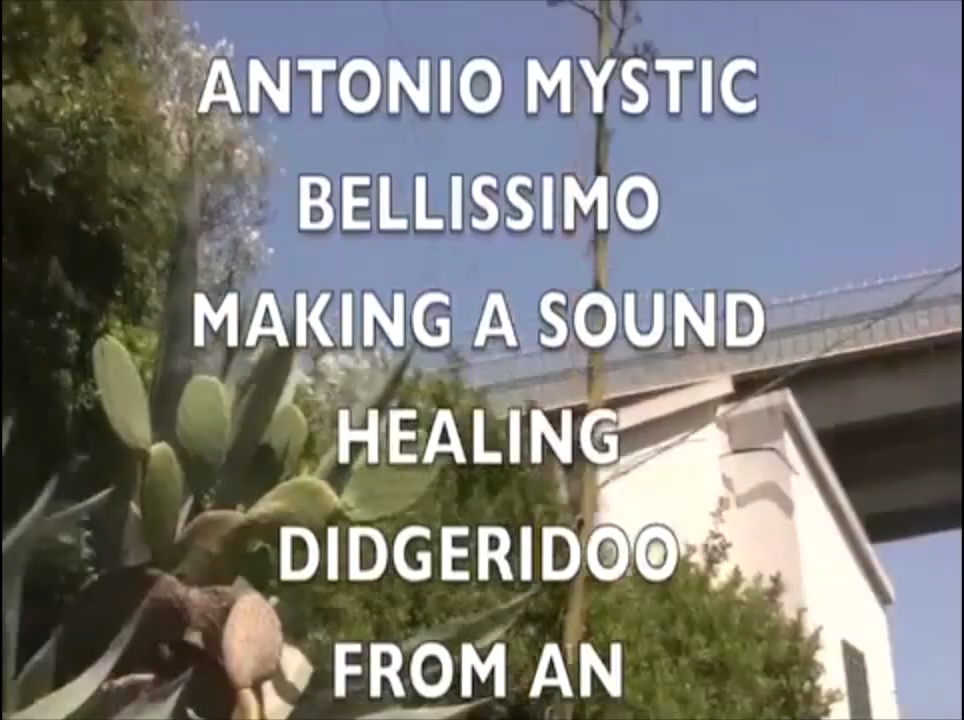 ANTONIO MYSTIC
BELLISSIMO
MAKING A SOUND
HEALING
DIDGERIDOO
FROM AN